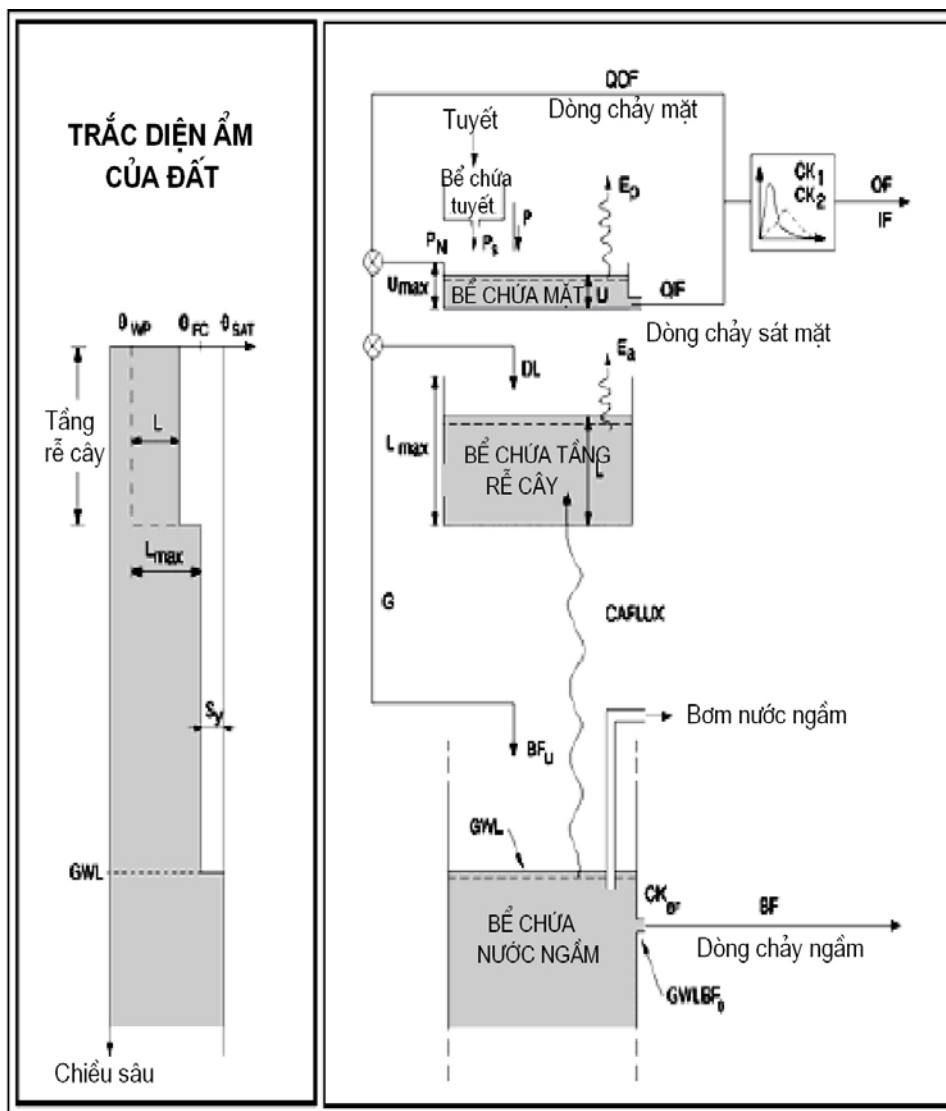 TRẮC DIỆN ẨM
CỦA ĐẤT
θ WP θ FC θ SAT
Tầng
rễ cây
L
Lmax
Sy
GWL
Chiều sâu
QOF
Dòng chảy mặt
Tuyết
Bể chứa
tuyết
P
Ps
PN
Ep
CK1
CK2
OF
IF
Umax
BỂ CHỨA MẶT
U
QIF
Dòng chảy sát mặt
DL
Ea
Lmax
BỂ CHỨA TẦNG
RỄ CÂY
L
G
CAFLUX
Bơm nước ngầm
BFU
GWL
CKBF
BF
BỂ CHỨA
NƯỚC NGẦM
Dòng chảy ngầm
GWLBF0